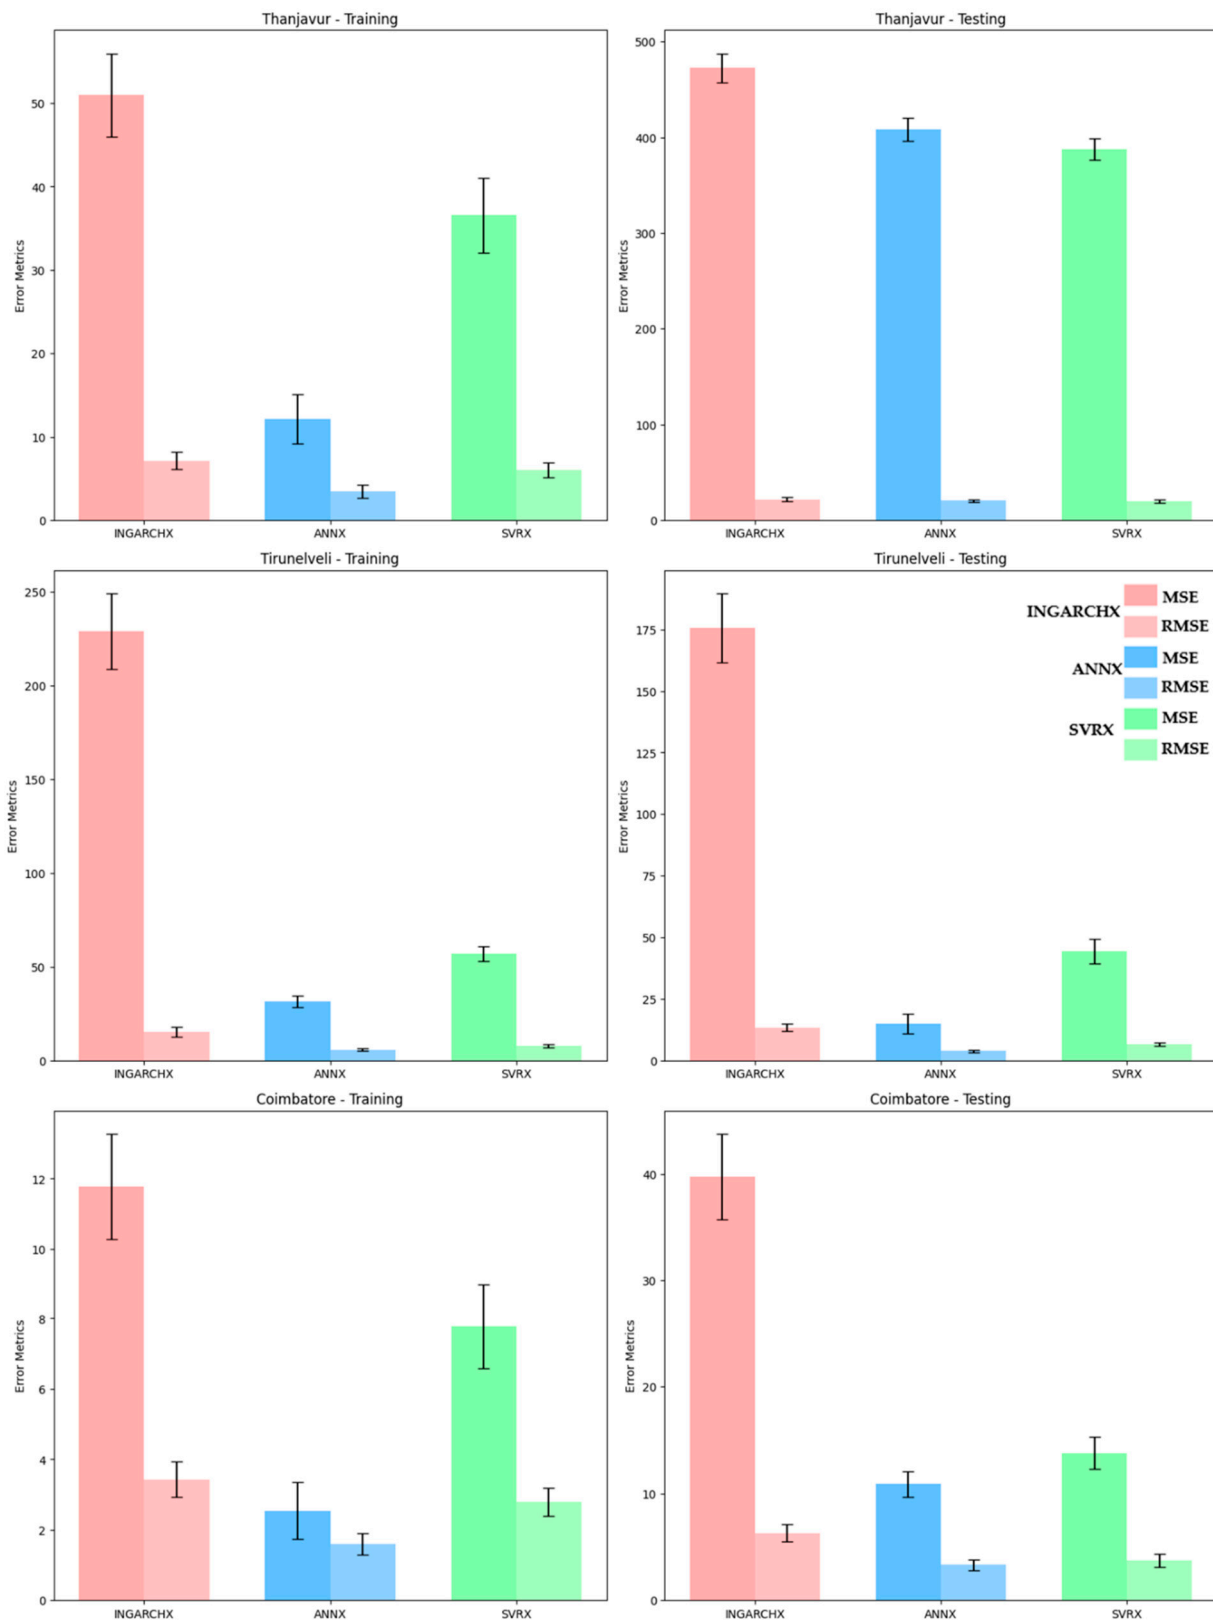 Thanjavur - Training
Error Metrics
50
40
30
20
10
0
INGARCHX ANNX SVRX
Thanjavur - Testing
Error Metrics
500
400
300
200
100
0
INGARCHX ANNX SVRX
Tirunelveli - Training
Error Metrics
250
200
150
100
50
0
INGARCHX ANNX SVRX
Tirunelveli - Testing
Error Metrics
175
150
125
100
75
50
25
0
INGARCHX ANNX SVRX
INGARCHX
MSE
RMSE
ANNX
MSE
RMSE
SVRX
MSE
RMSE
Coimbatore - Training
Error Metrics
12
10
8
6
4
2
0
INGARCHX ANNX SVRX
Coimbatore - Testing
Error Metrics
40
30
20
10
0
INGARCHX ANNX SVRX